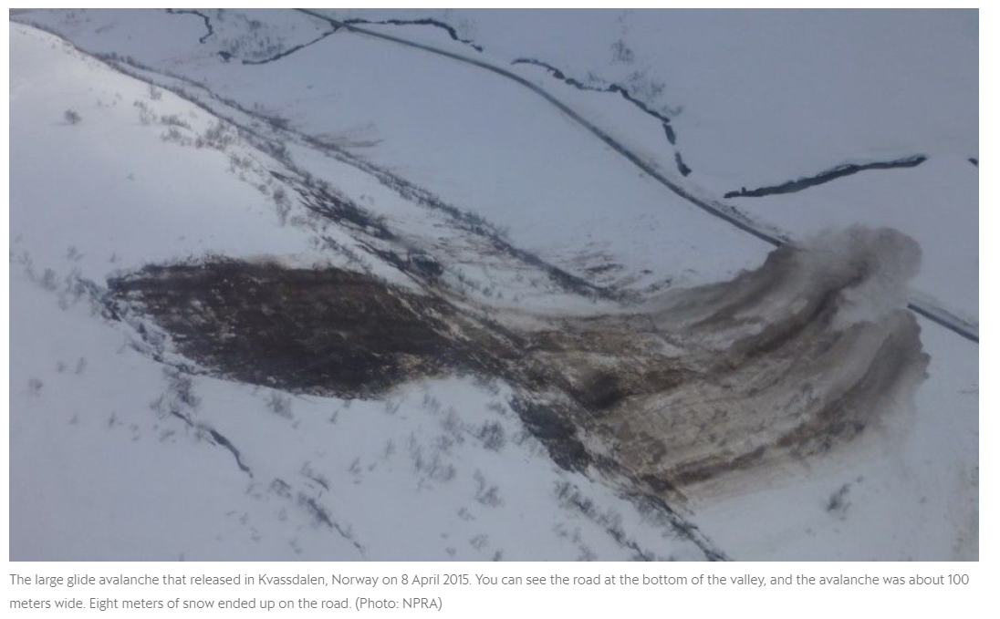 The large glide avalanche that released in Kvassdalen, Norway on 8 April 2015. You can see the road at the bottom of the valley, and the avalanche was about 100
meters wide. Eight meters of snow ended up on the road. (Photo: NPRA)